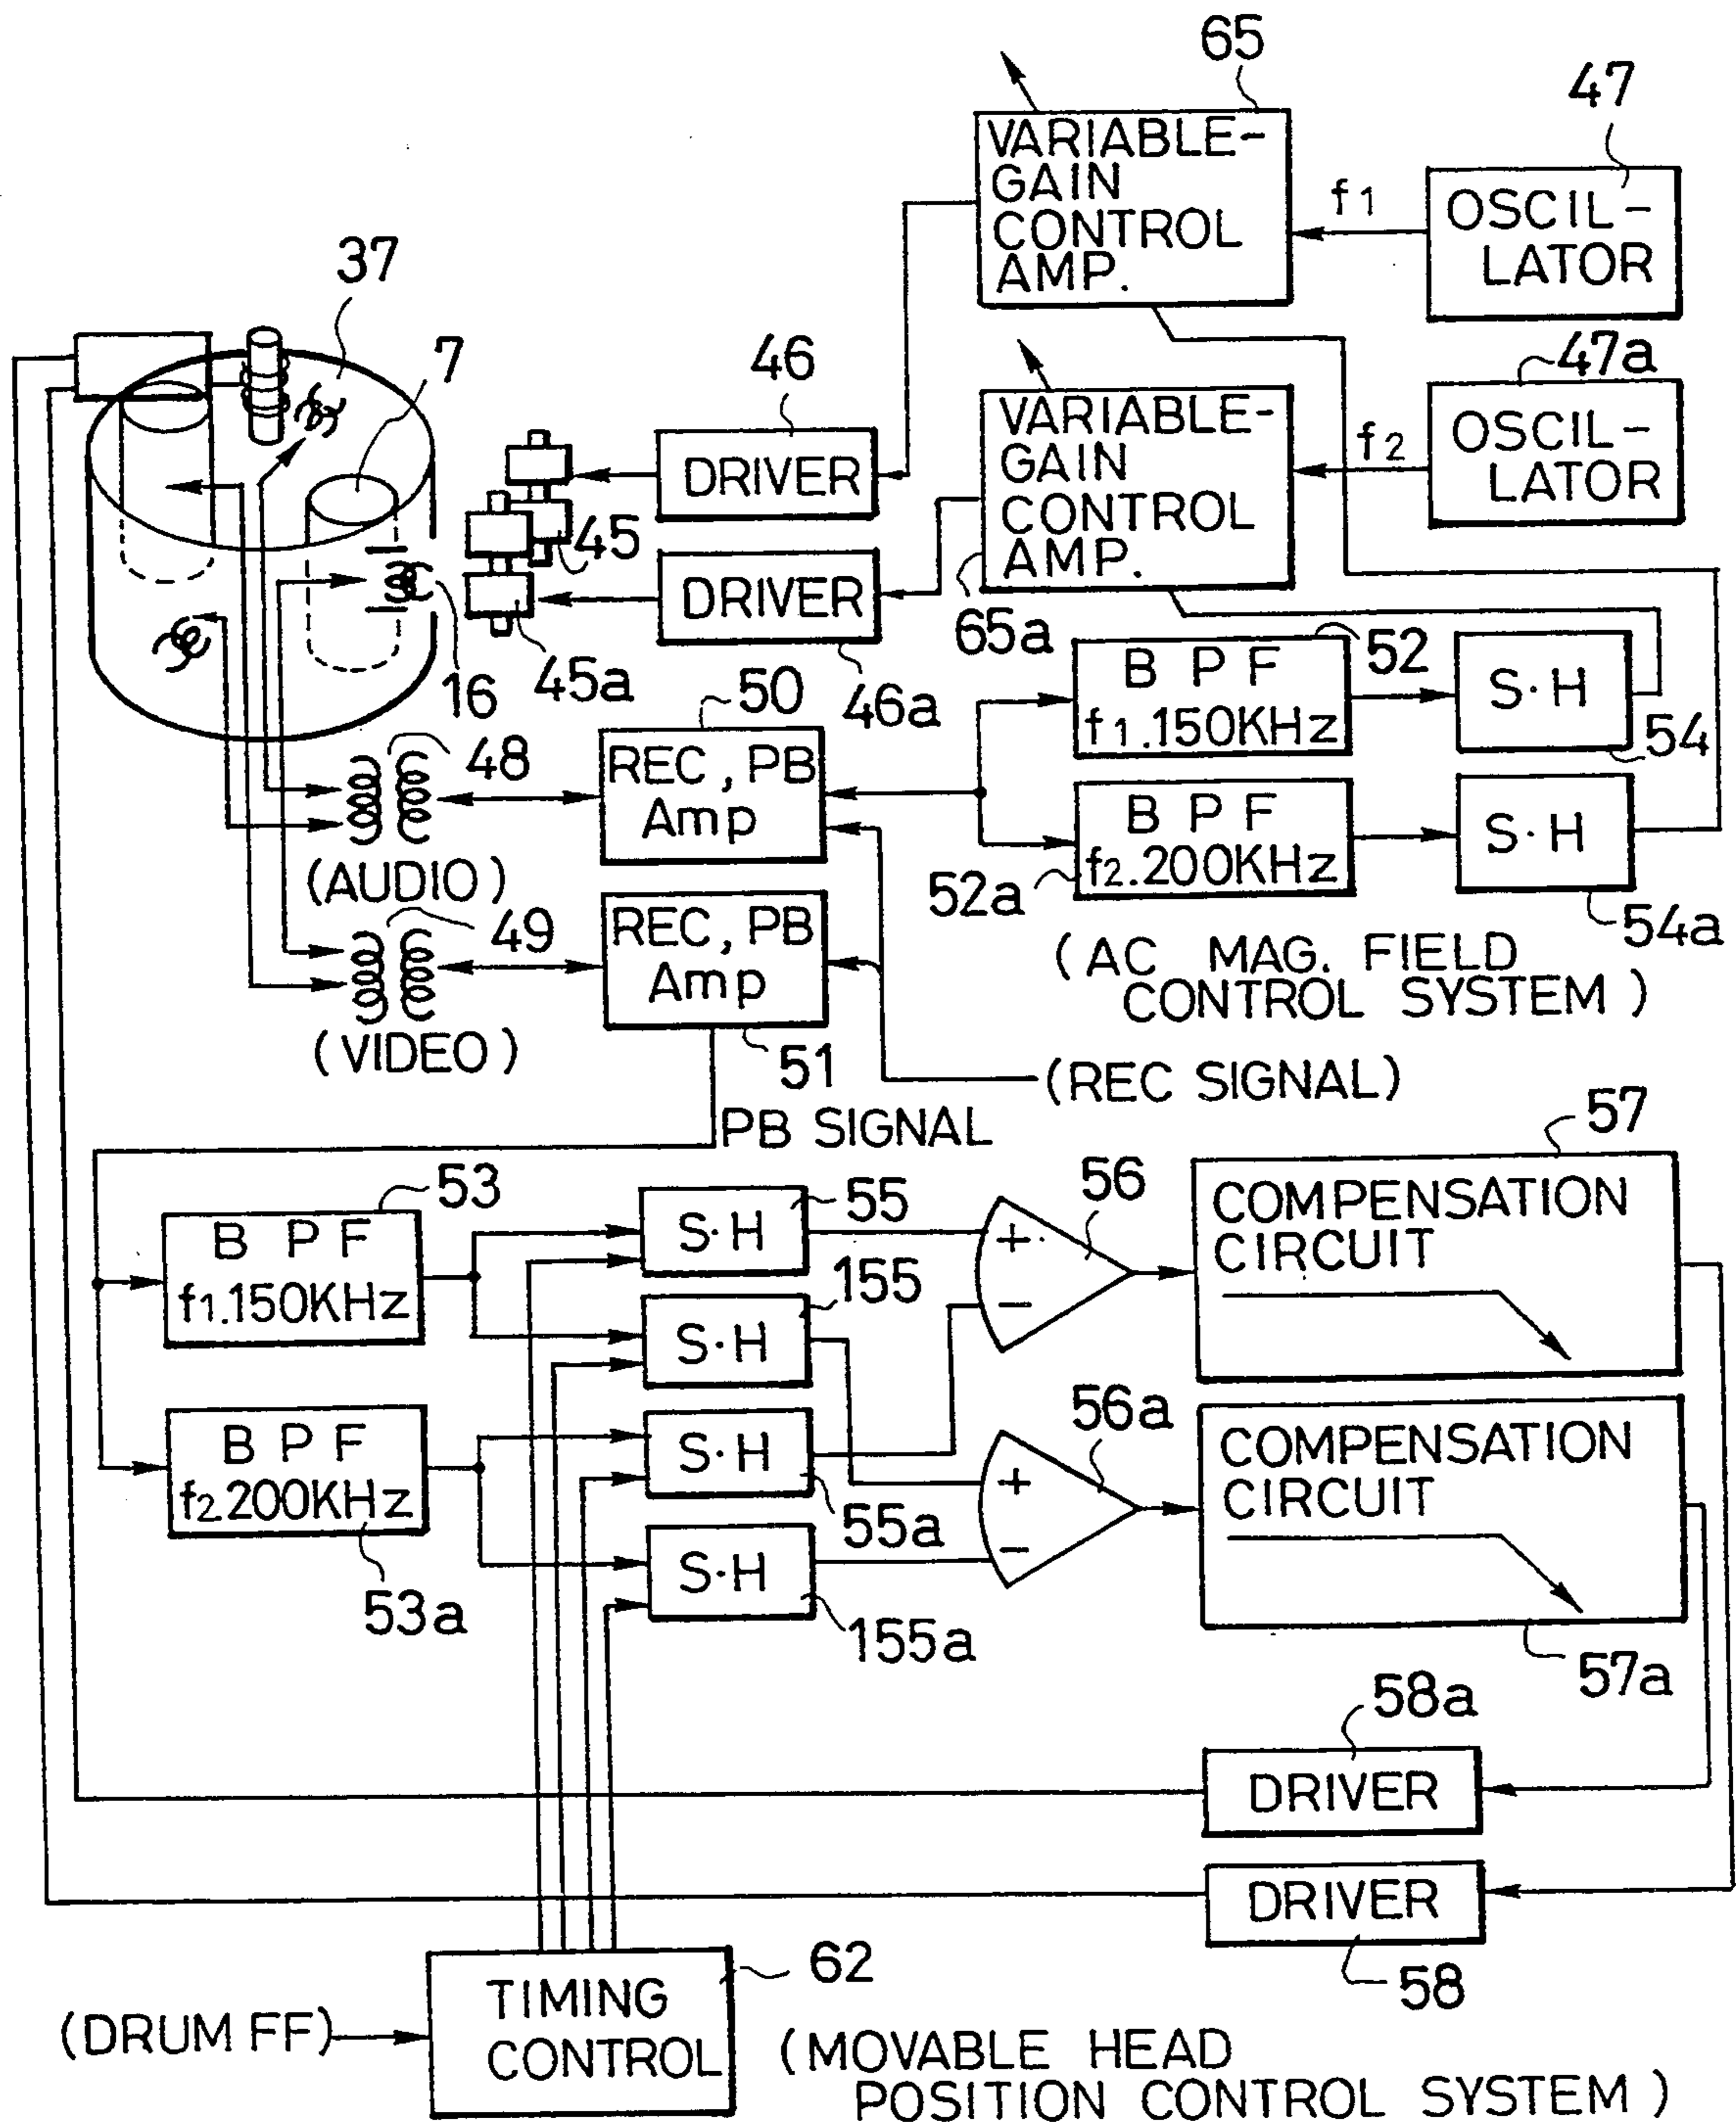 65
47
VARIABLE-
GAIN
CONTROL
AMP.
f1
OSCIL-
LATOR
37
7
46
47a
DRIVER
VARIABLE-
GAIN
CONTROL
AMP.
f2
OSCIL-
LATOR
45
DRIVER
65a
52
16
45a
50
46a
B P F
f1.150KHz
S·H
54
48
REC, PB
Amp
B P F
f2.200KHz
S·H
(AUDIO)
52a
54a
49
REC, PB
Amp
(AC MAG. FIELD
CONTROL SYSTEM)
(VIDEO)
51
(REC SIGNAL)
PB SIGNAL
57
53
55
56
B P F
f1.150KHz
S·H
+
−
COMPENSATION
CIRCUIT
155
S·H
56a
B P F
f2.200KHz
S·H
+
−
COMPENSATION
CIRCUIT
55a
S·H
53a
155a
57a
58a
DRIVER
DRIVER
62
58
TIMING
CONTROL
(DRUM FF)
(MOVABLE HEAD
POSITION CONTROL SYSTEM)